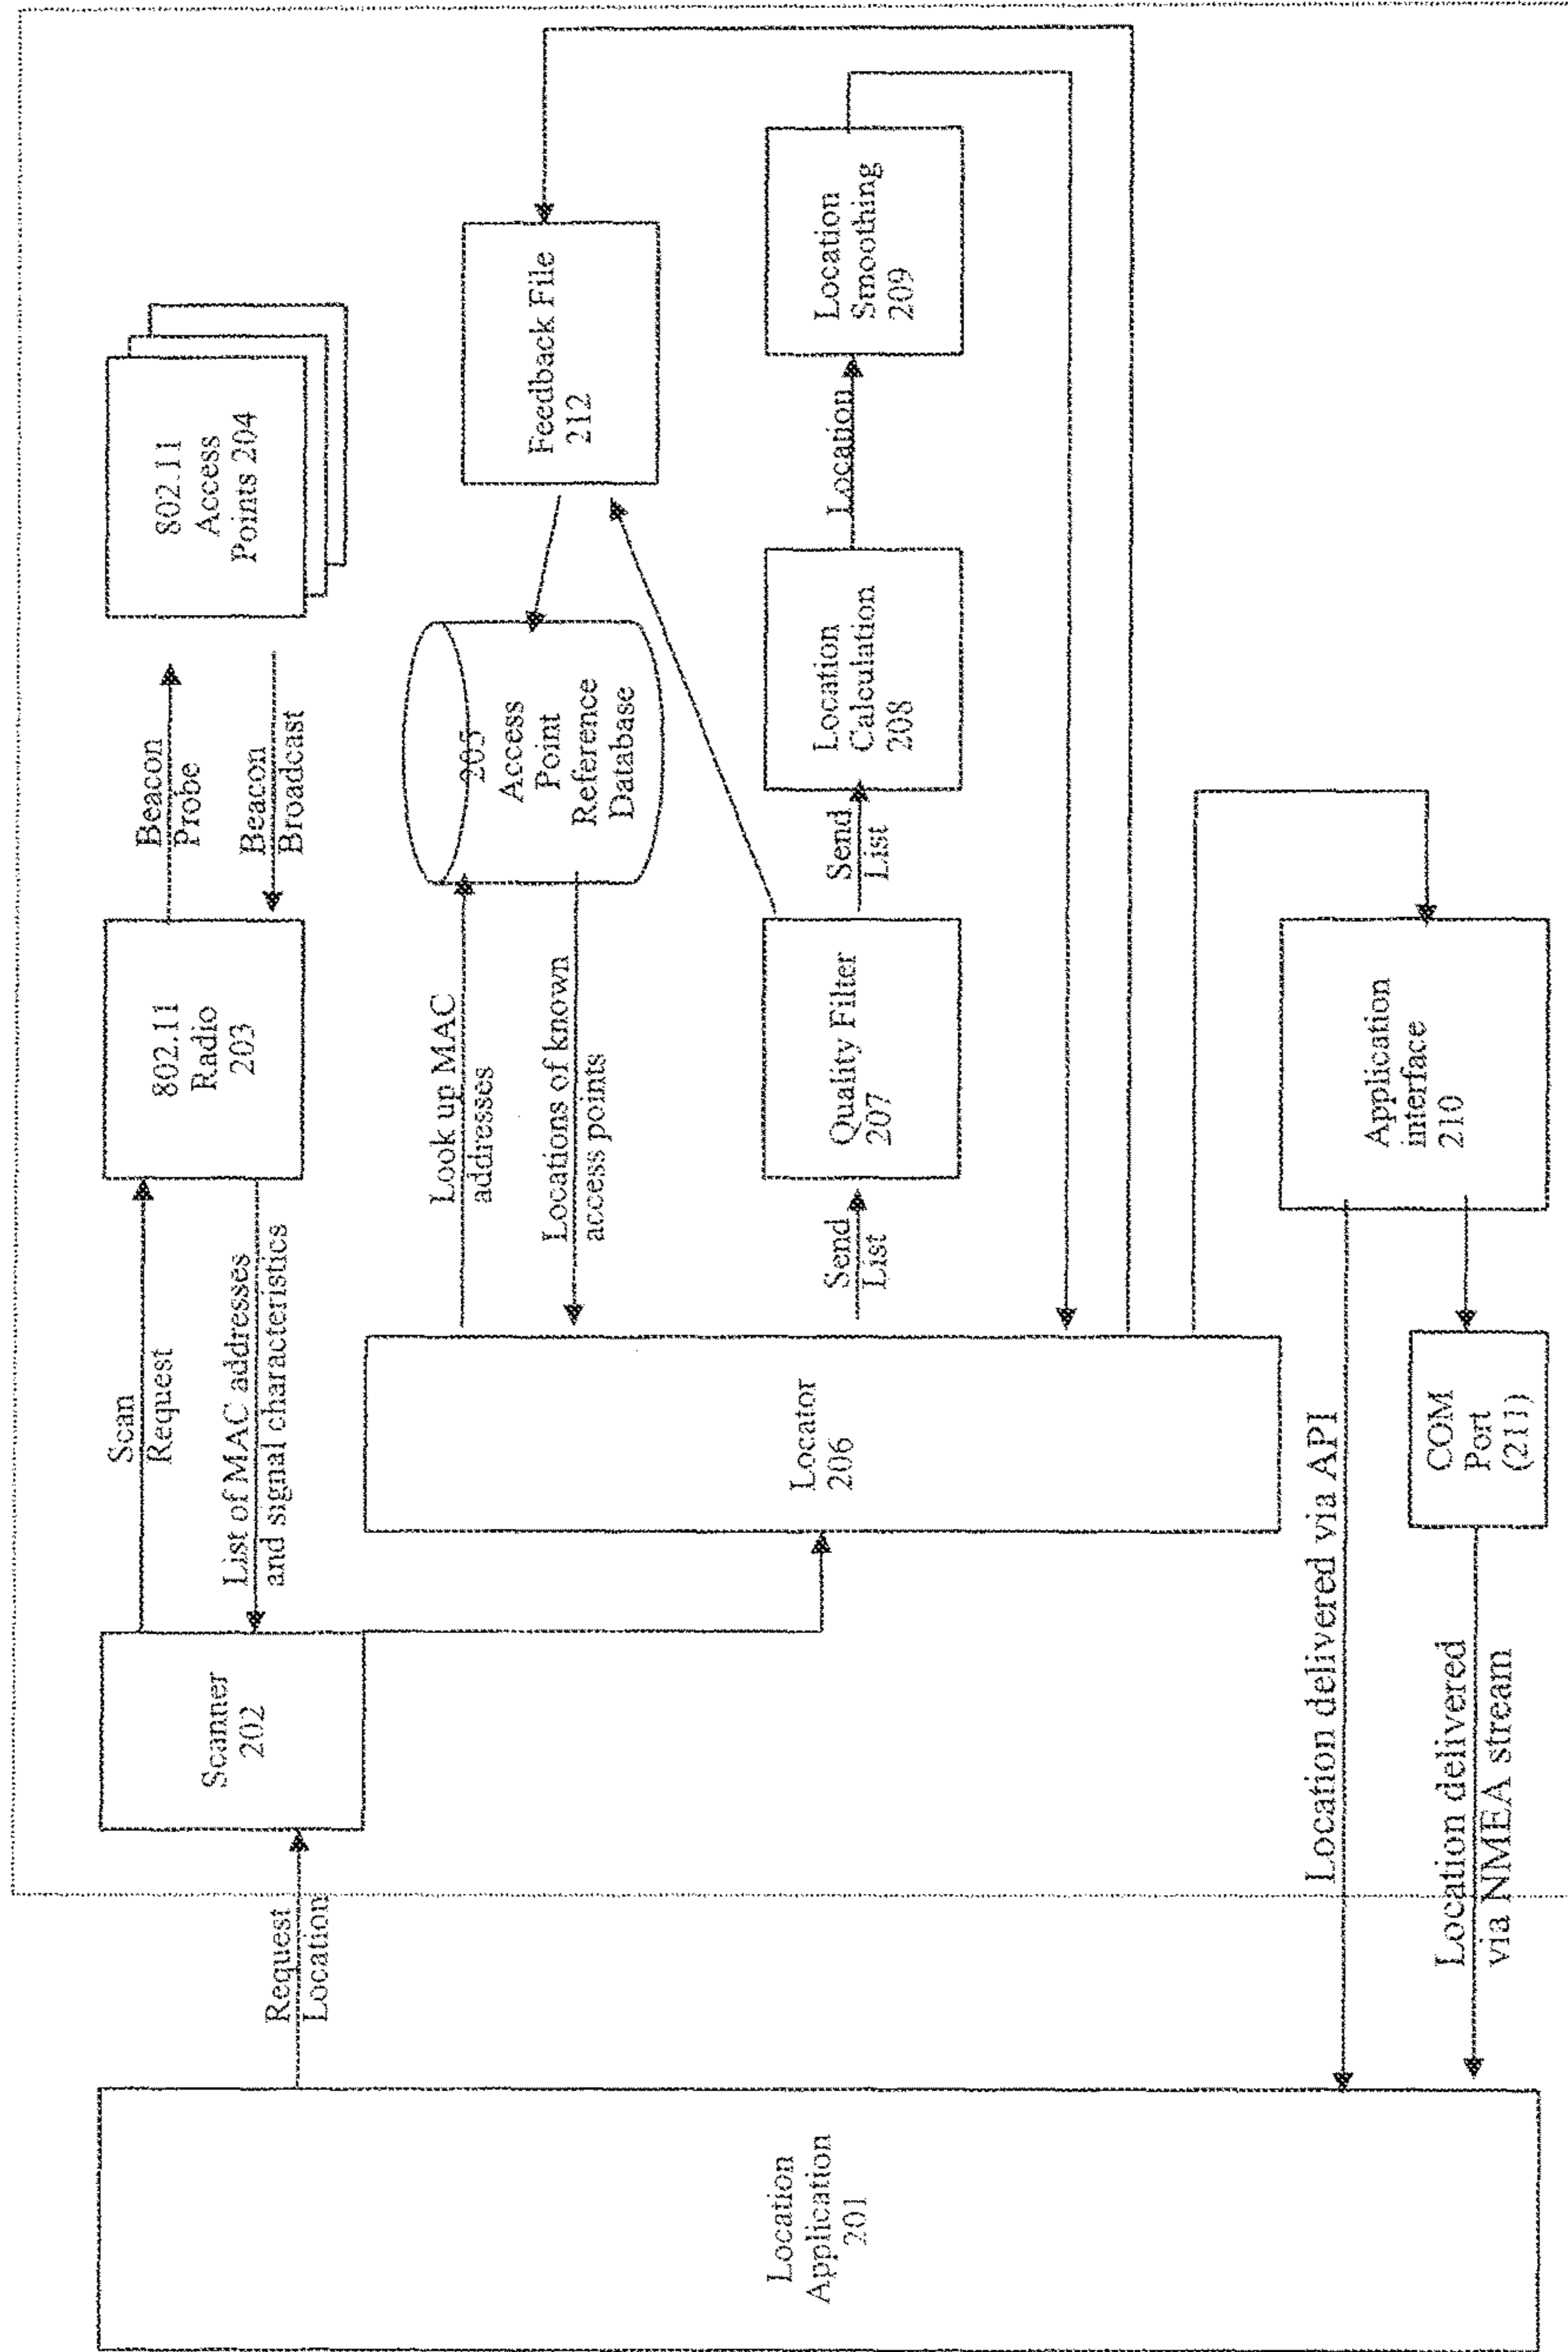 Location
Application
201
Request
Location
Scanner
202
Scan
Request
List of MAC addresses
and signal characteristics
802.11
Radio
203
Beacon
Probe
Beacon
Broadcast
802.11
Access
Points 204
Locator
206
Look up MAC
addresses
Locations of known
access points
205
Access
Point
Reference
Database
Feedback File
212
Send
List
Quality Filter
207
Send
List
Location
Calculation
208
Location
Location
Smoothing
209
Application
interface
210
Location delivered via API
COM
Port
(211)
Location delivered
via NMEA stream